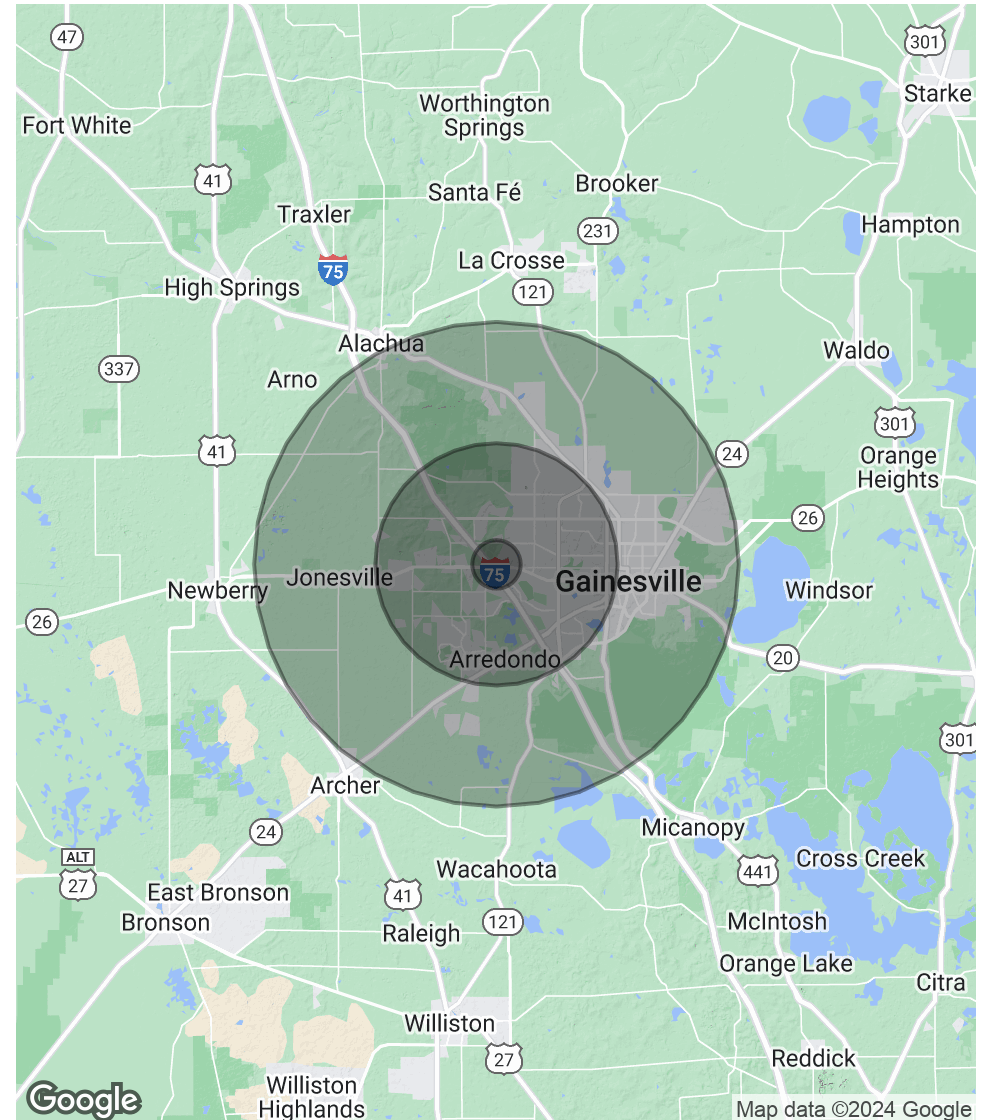 47
301
Starke
Worthington
Springs
Fort White
41
Santa Fé
Brooker
Traxler
231
Hampton
La Crosse
75
High Springs
121
Alachua
Waldo
337
Arno
301
41
24
Orange
Heights
26
75
Jonesville
Gainesville
Newberry
Windsor
26
Arredondo
20
301
Archer
Micanopy
24
ALT
27
Cross Creek
Wacahoota
441
East Bronson
41
Bronson
121
McIntosh
Raleigh
Orange Lake
Citra
Williston
27
Reddick
Williston
Highlands
Google
Map data ©2024 Google